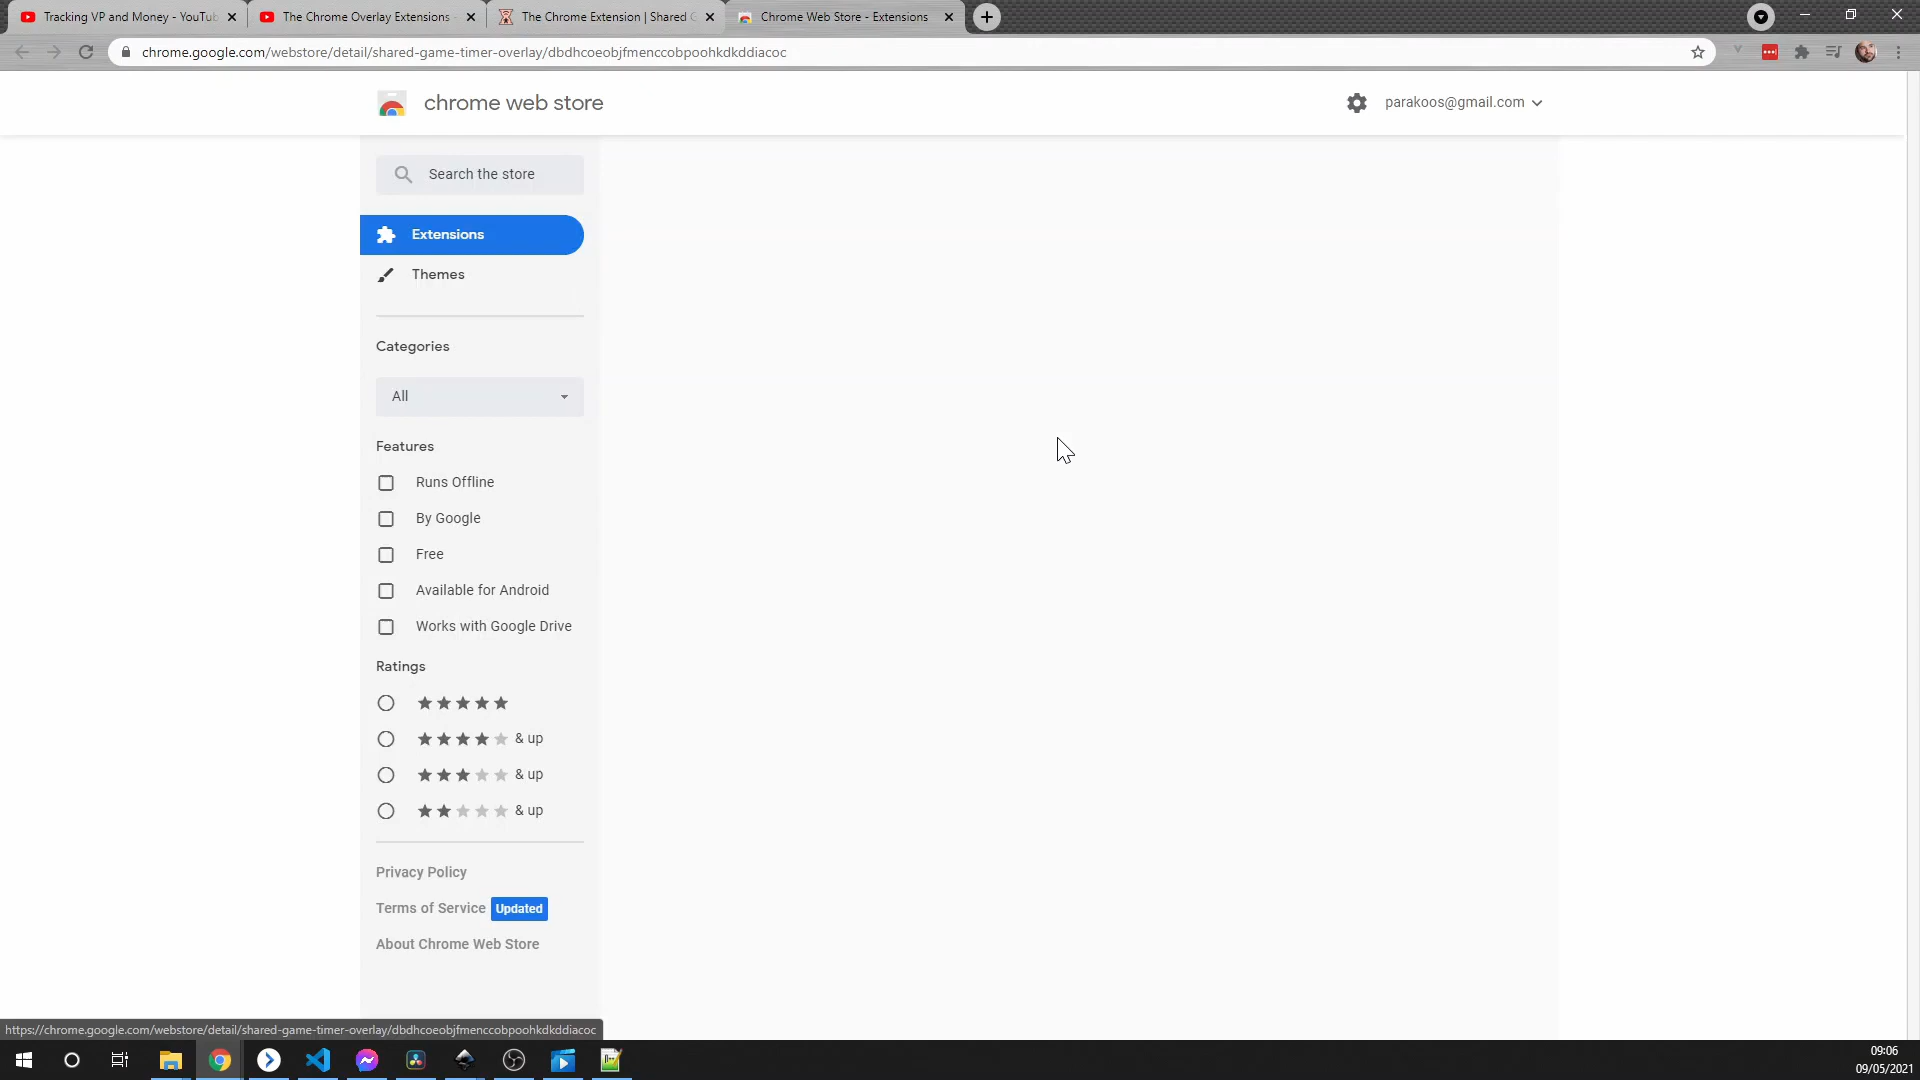 Tracking VP and Money - YouTub
The Chrome Overlay Extensions -
The Chrome Extension | Shared G
Chrome Web Store - Extensions
chrome.google.com/webstore/detail/shared-game-timer-overlay/dbdhcoeobjfmenccobpoohkdkddiacoc
chrome web store
parakoos@gmail.com
Search the store
Extensions
Themes
Categories
All
Features
Runs Offline
By Google
Free
Available for Android
Works with Google Drive
Ratings
& up
& up
& up
Privacy Policy
Terms of Service Updated
About Chrome Web Store
https://chrome.google.com/webstore/detail/shared-game-timer-overlay/dbdhcoeobjfmenccobpoohkdkddiacoc
09:06
09/05/2021